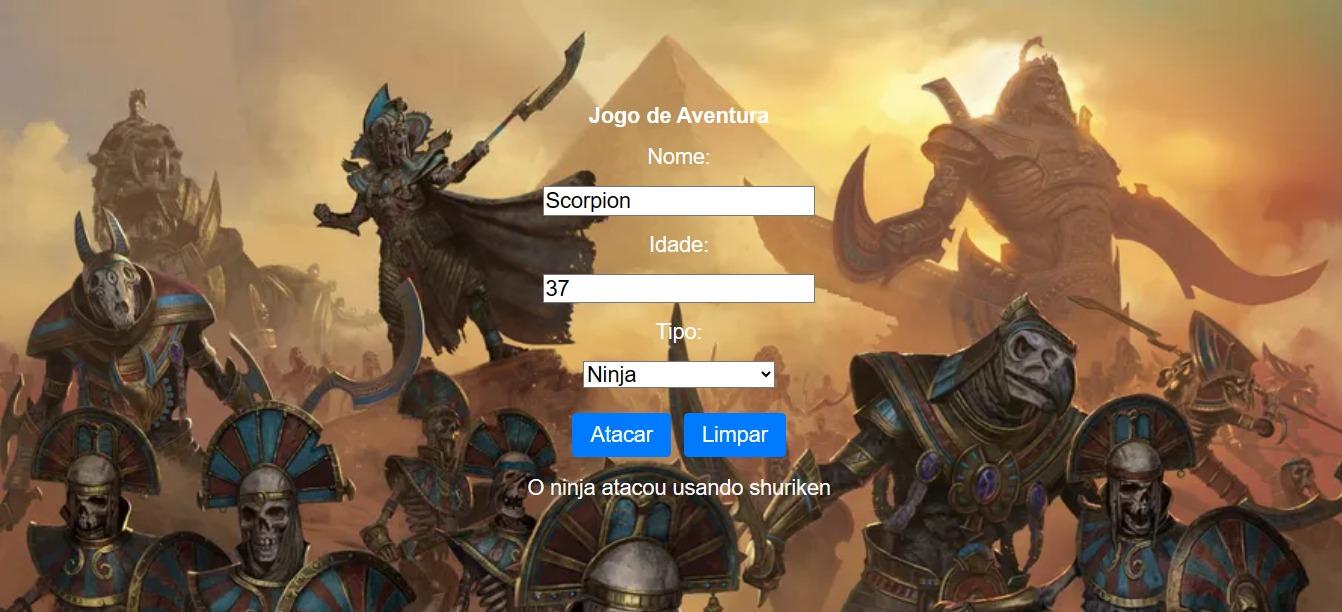 Jogo de Aventura
Nome:
Scorpion
Idade:
37
Tipo:
Ninja
Atacar Limpar
O ninja atacou usando shuriken